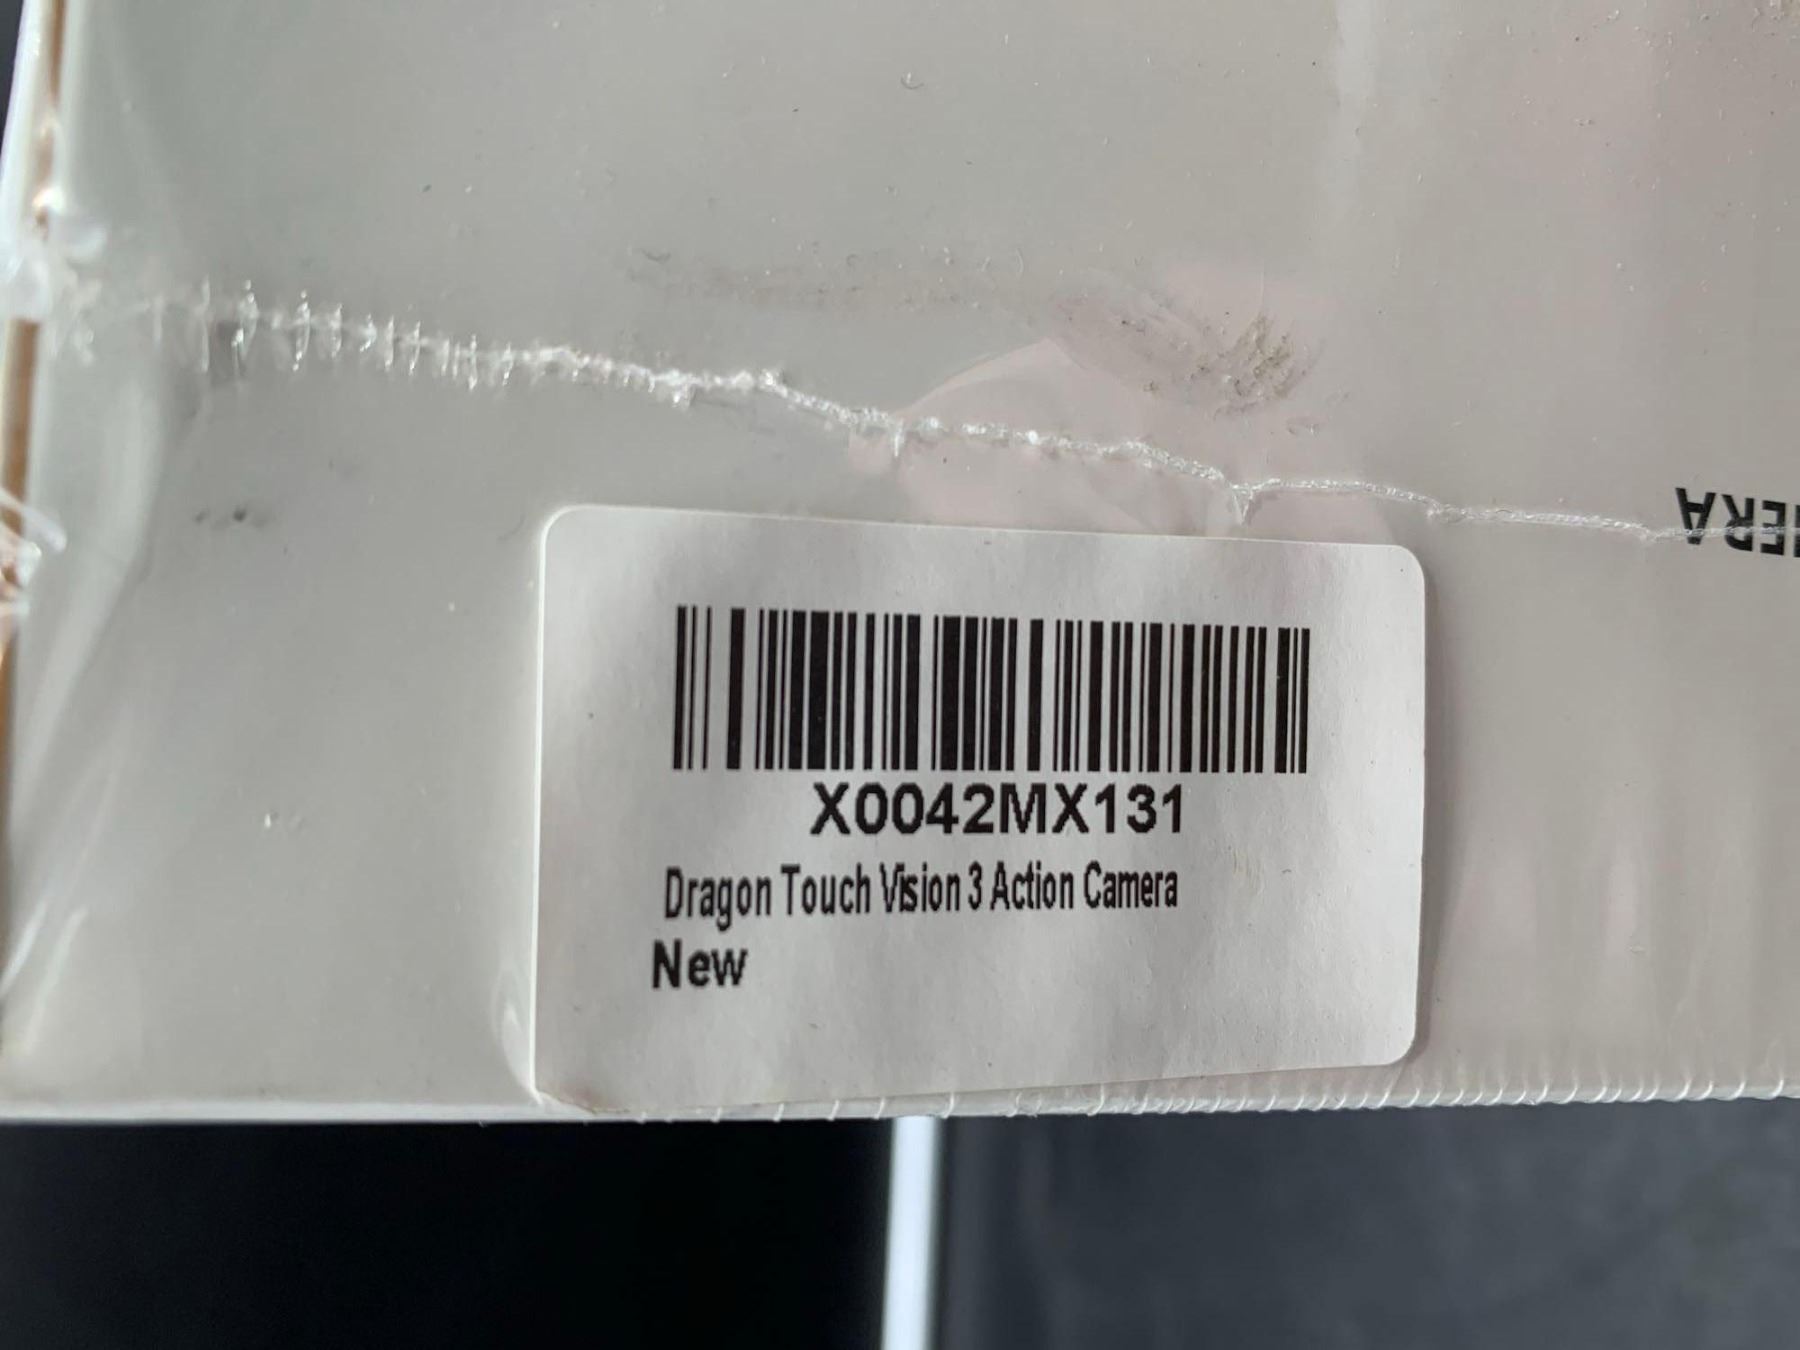 X0042MX131
Dragon Touch Vision 3 Action Camera
New